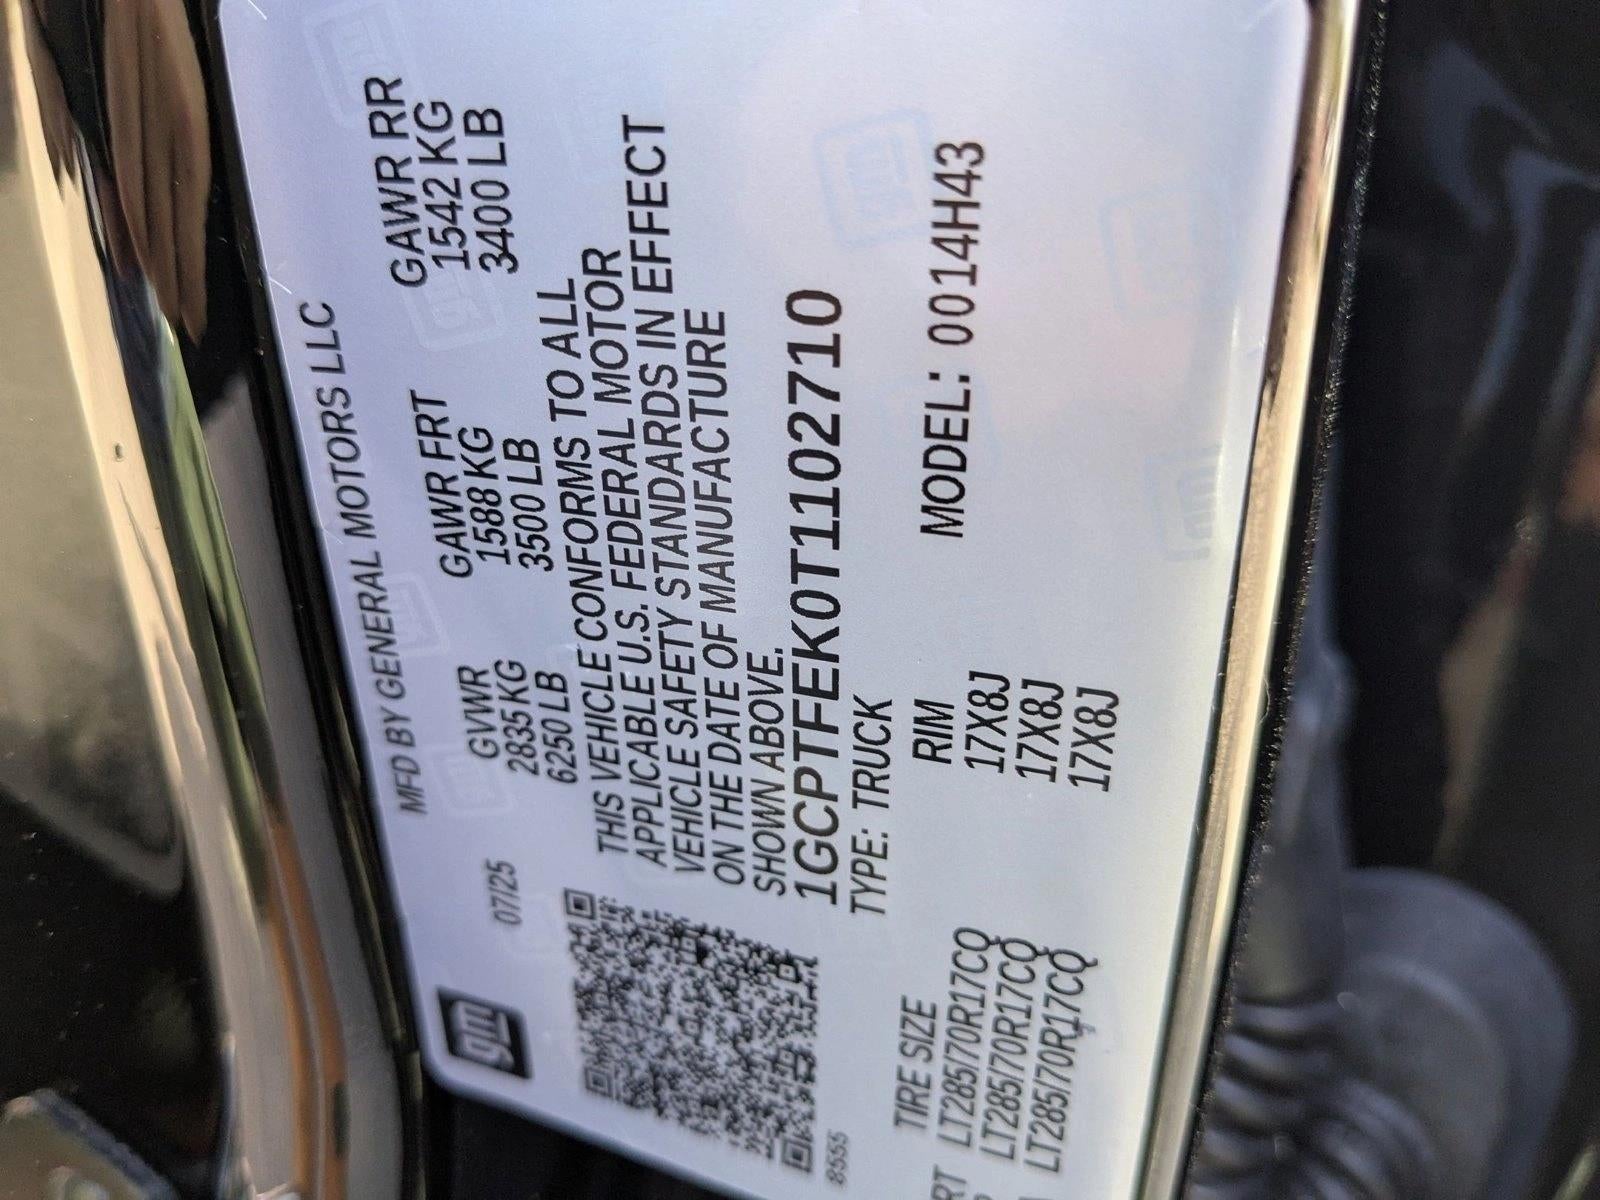 MFD BY GENERAL MOTORS LLC
gm
07/25
GVWR GAWR FRT GAWR RR
2835 KG 1588 KG 1542 KG
6250 LB 3500 LB 3400 LB
THIS VEHICLE CONFORMS TO ALL
APPLICABLE U.S. FEDERAL MOTOR
VEHICLE SAFETY STANDARDS IN EFFECT
ON THE DATE OF MANUFACTURE
SHOWN ABOVE.
1GCPTFEK0T1102710
8555
TYPE: TRUCK
TIRE SIZE RIM MODEL: 0014H43
RT LT285/70R17CQ 17X8J
LT285/70R17CQ 17X8J
LT285/70R17CQ 17X8J